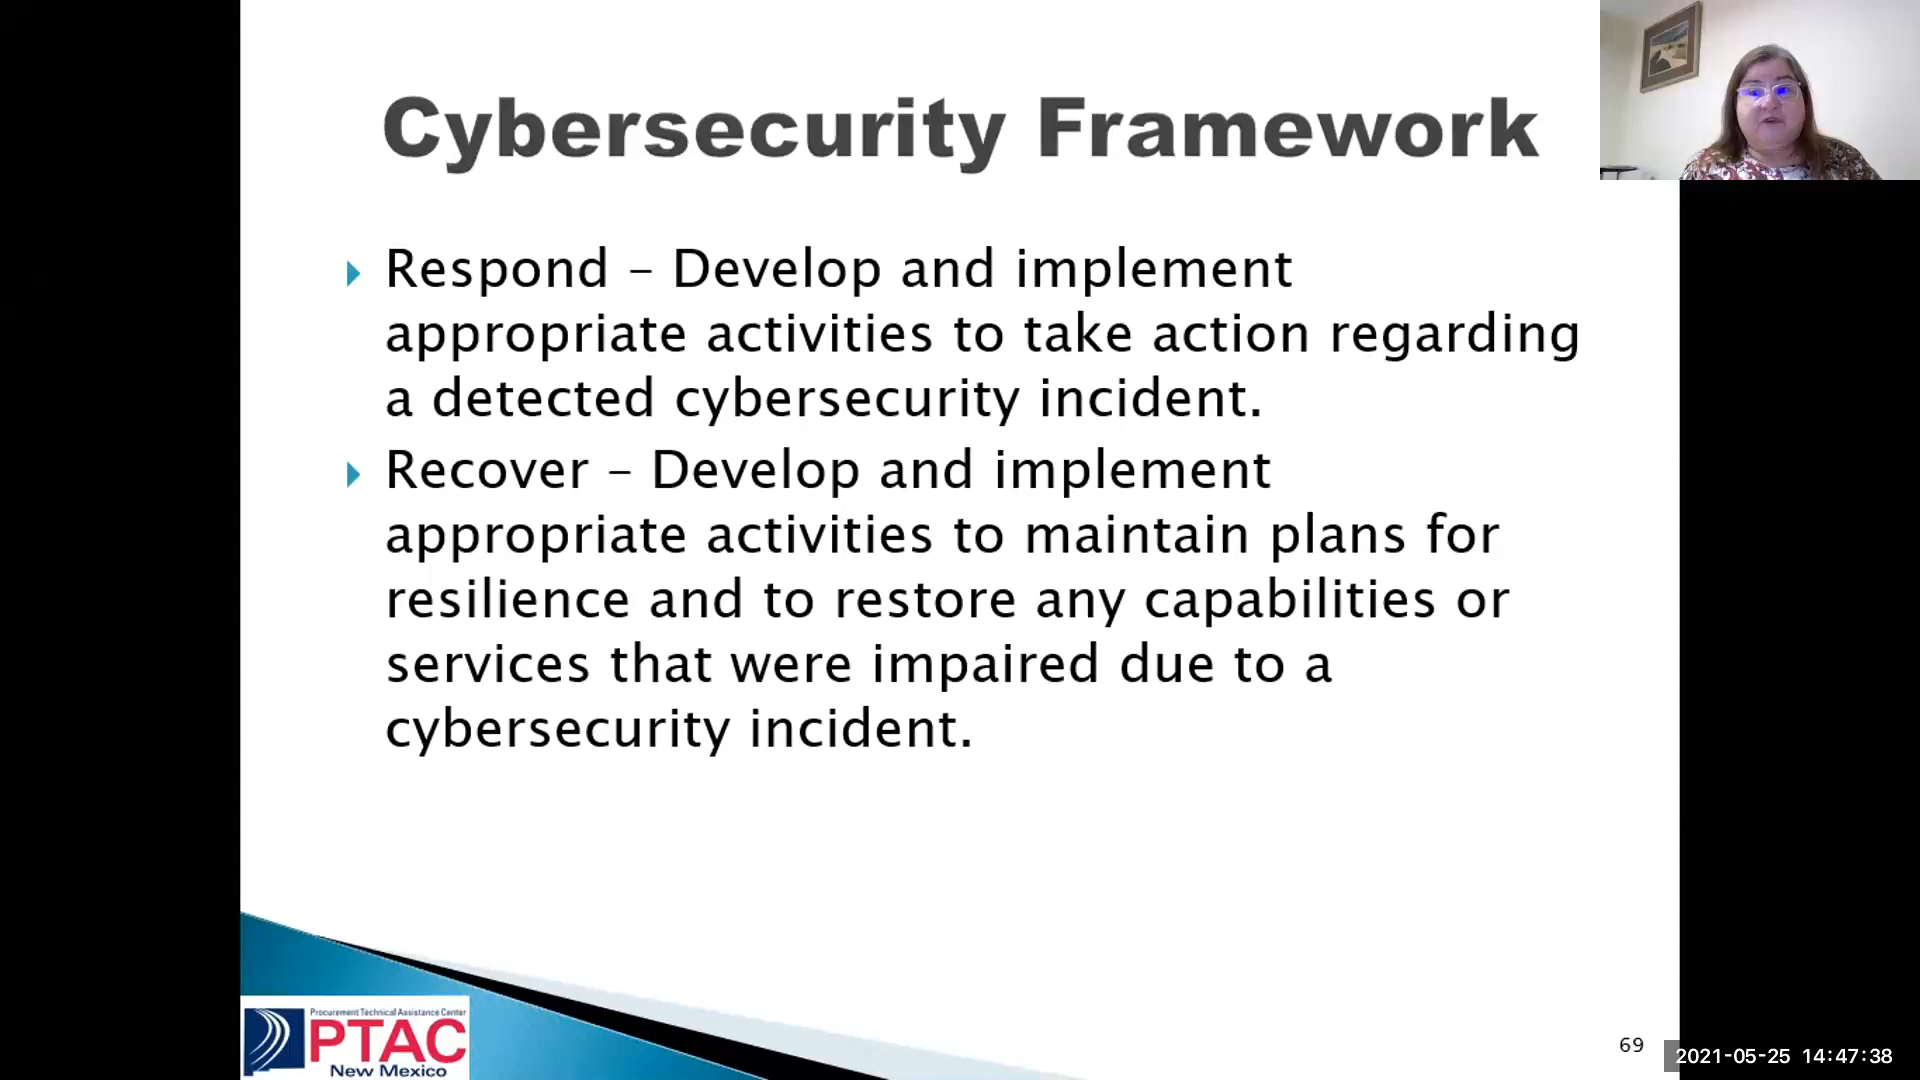 Cybersecurity Framework
Respond – Develop and implement
appropriate activities to take action regarding
a detected cybersecurity incident.
Recover – Develop and implement
appropriate activities to maintain plans for
resilience and to restore any capabilities or
services that were impaired due to a
cybersecurity incident.
Procurement Technical Assistance Center
PTAC
New Mexico
69
2021-05-25 14:47:38